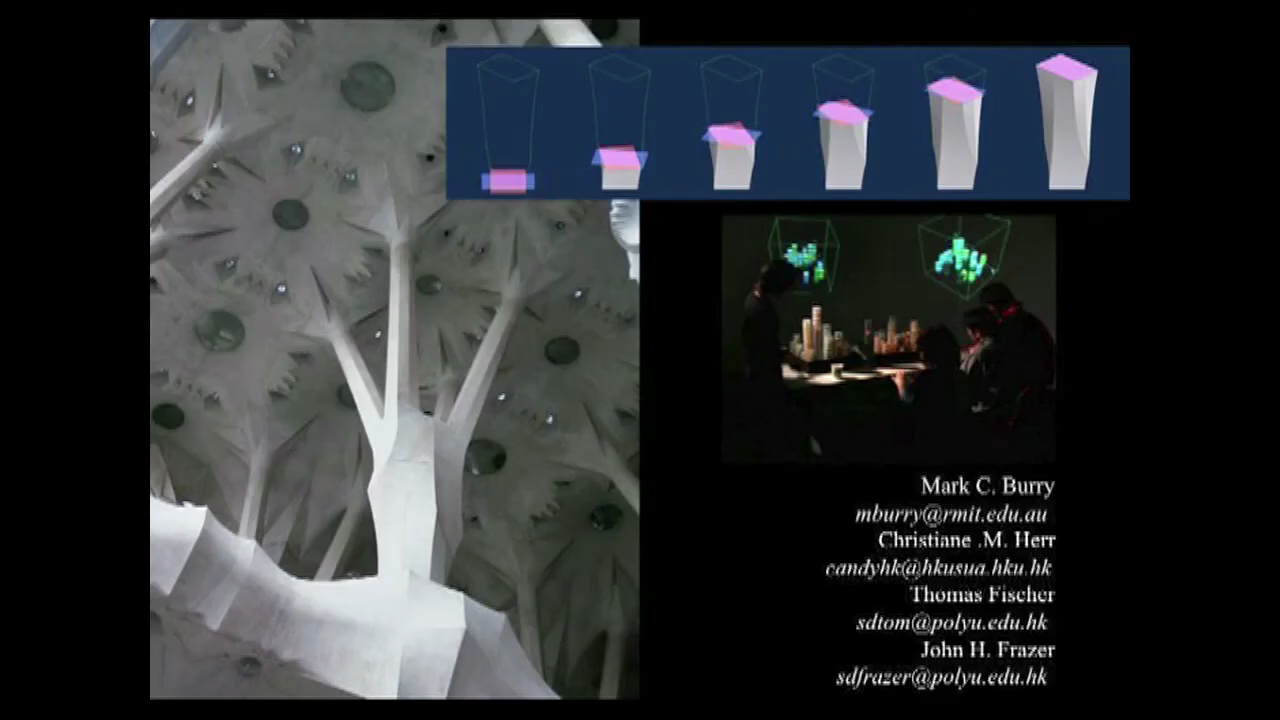 Mark C. Burry
mburry@rmit.edu.au
Christiane .M. Herr
candyhk@hkusua.hku.hk
Thomas Fischer
sdtom@polyu.edu.hk
John H. Frazer
sdfrazer@polyu.edu.hk